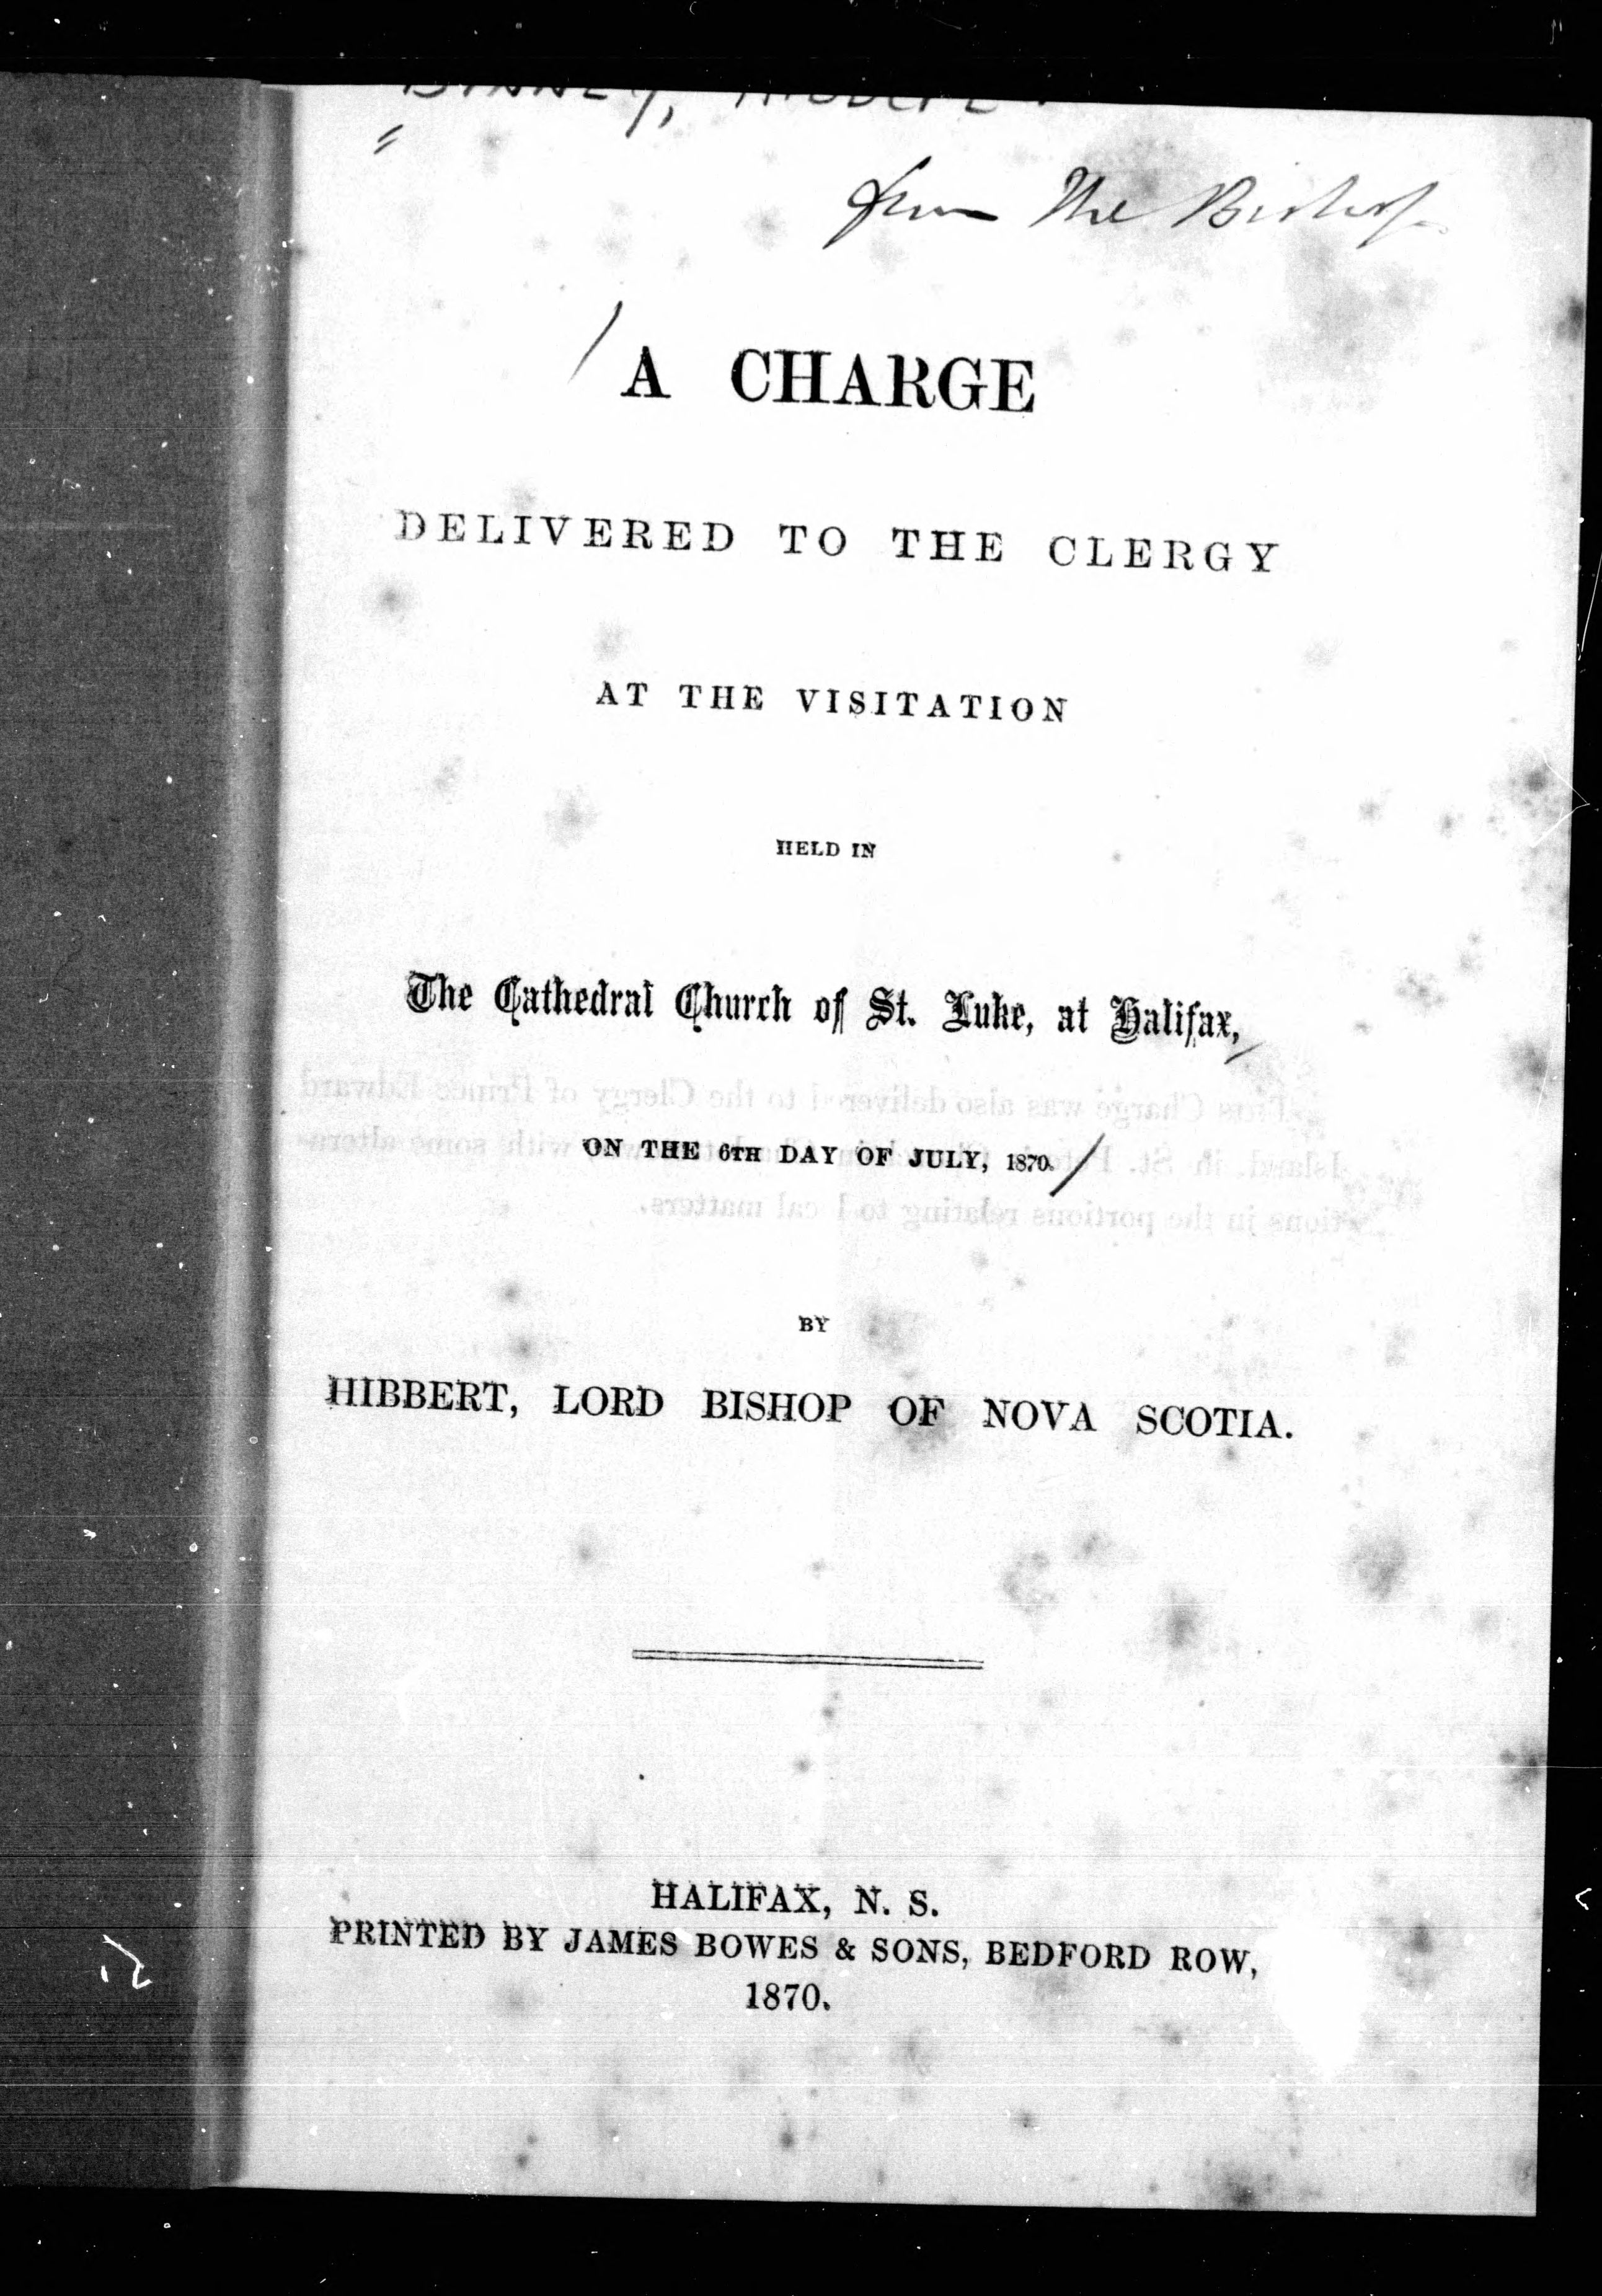 BINNEY, HIBBERT
from The Bishop
A CHARGE
DELIVERED TO THE CLERGY
AT THE VISITATION
HELD IN
The Cathedral Church of St. Luke, at Halifax,
ON THE 6TH DAY OF JULY, 1870.
BY
HIBBERT, LORD BISHOP OF NOVA SCOTIA.
HALIFAX, N. S.
PRINTED BY JAMES BOWES & SONS, BEDFORD ROW,
1870.